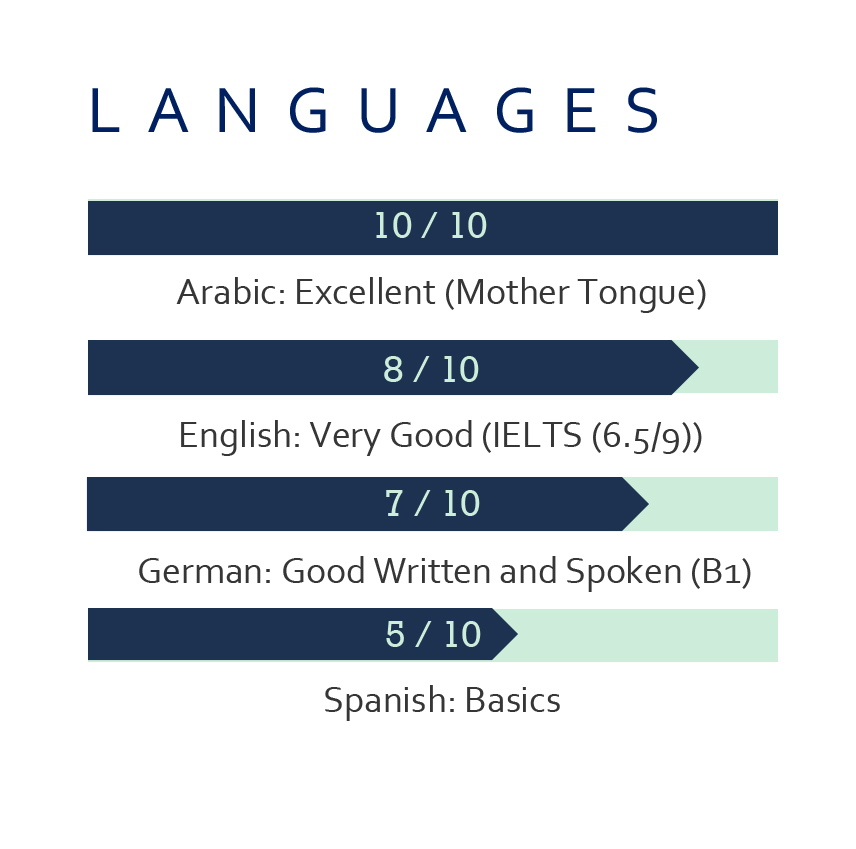 LANGUAGES
10 / 10
Arabic: Excellent (Mother Tongue)
8 / 10
English: Very Good (IELTS (6.5/9))
7 / 10
German: Good Written and Spoken (B1)
5 / 10
Spanish: Basics